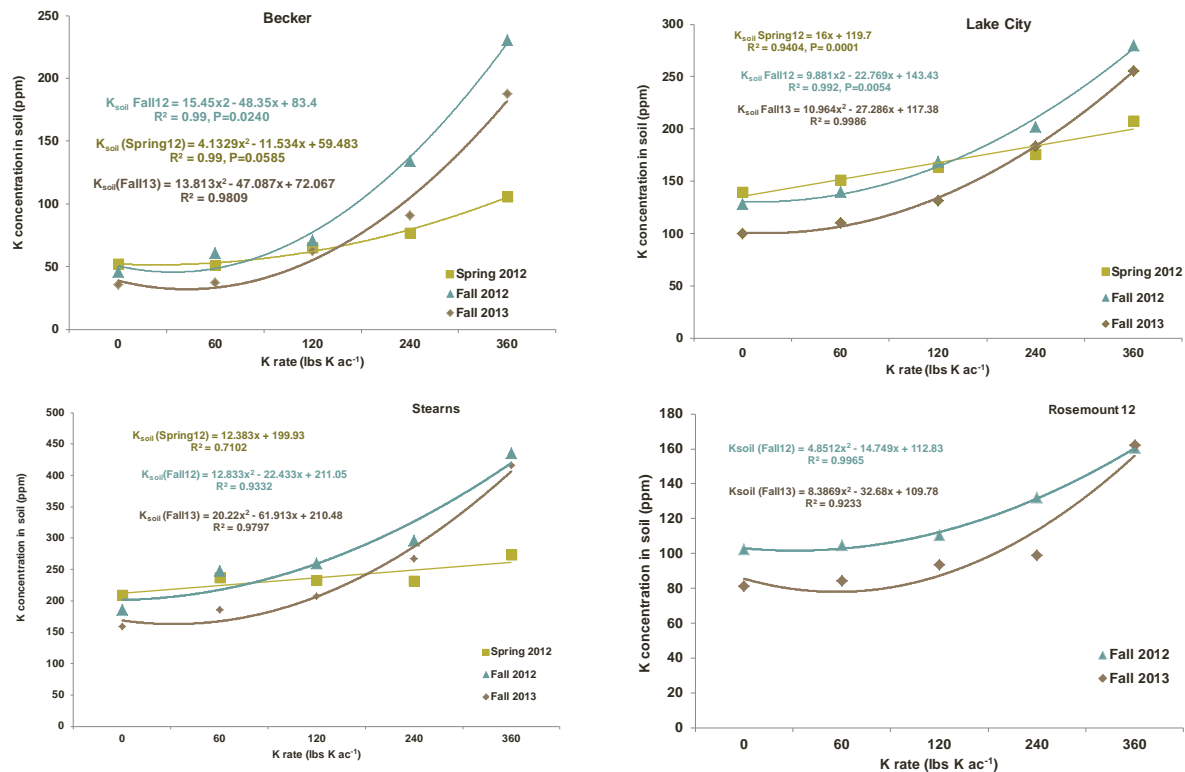 Becker
K concentration in soil (ppm)
250
200
150
100
50
0
Ksoil Fall12 = 15.45x2 - 48.35x + 83.4
R² = 0.99, P=0.0240
Ksoil (Spring12) = 4.1329x² - 11.534x + 59.483
R² = 0.99, P=0.0585
Ksoil(Fall13) = 13.813x² - 47.087x + 72.067
R² = 0.9809
Spring 2012
Fall 2012
Fall 2013
0 60 120 240 360
K rate (lbs K ac⁻¹)
Lake City
K concentration in soil (ppm)
300
250
200
150
100
50
0
Ksoil Spring12 = 16x + 119.7
R² = 0.9404, P= 0.0001
Ksoil Fall12 = 9.881x2 - 22.769x + 143.43
R² = 0.992, P=0.0054
Ksoil Fall13 = 10.964x² - 27.286x + 117.38
R² = 0.9986
Spring 2012
Fall 2012
Fall 2013
0 60 120 240 360
K rate (lbs K ac⁻¹)
Stearns
K concentration in soil (ppm)
500
450
400
350
300
250
200
150
100
50
0
Ksoil (Spring12) = 12.383x + 199.93
R² = 0.7102
Ksoil(Fall12) = 12.833x² - 22.433x + 211.05
R² = 0.9332
Ksoil (Fall13) = 20.22x² - 61.913x + 210.48
R² = 0.9797
Spring 2012
Fall 2012
Fall 2013
0 60 120 240 360
K rate (lbs K ac⁻¹)
Rosemount 12
K concentration in soil (ppm)
180
160
140
120
100
80
60
40
20
0
Ksoil (Fall12) = 4.8512x² - 14.749x + 112.83
R² = 0.9965
Ksoil (Fall13) = 8.3869x² - 32.68x + 109.78
R² = 0.9233
Fall 2012
Fall 2013
0 60 120 240 360
K rate (lbs K ac⁻¹)